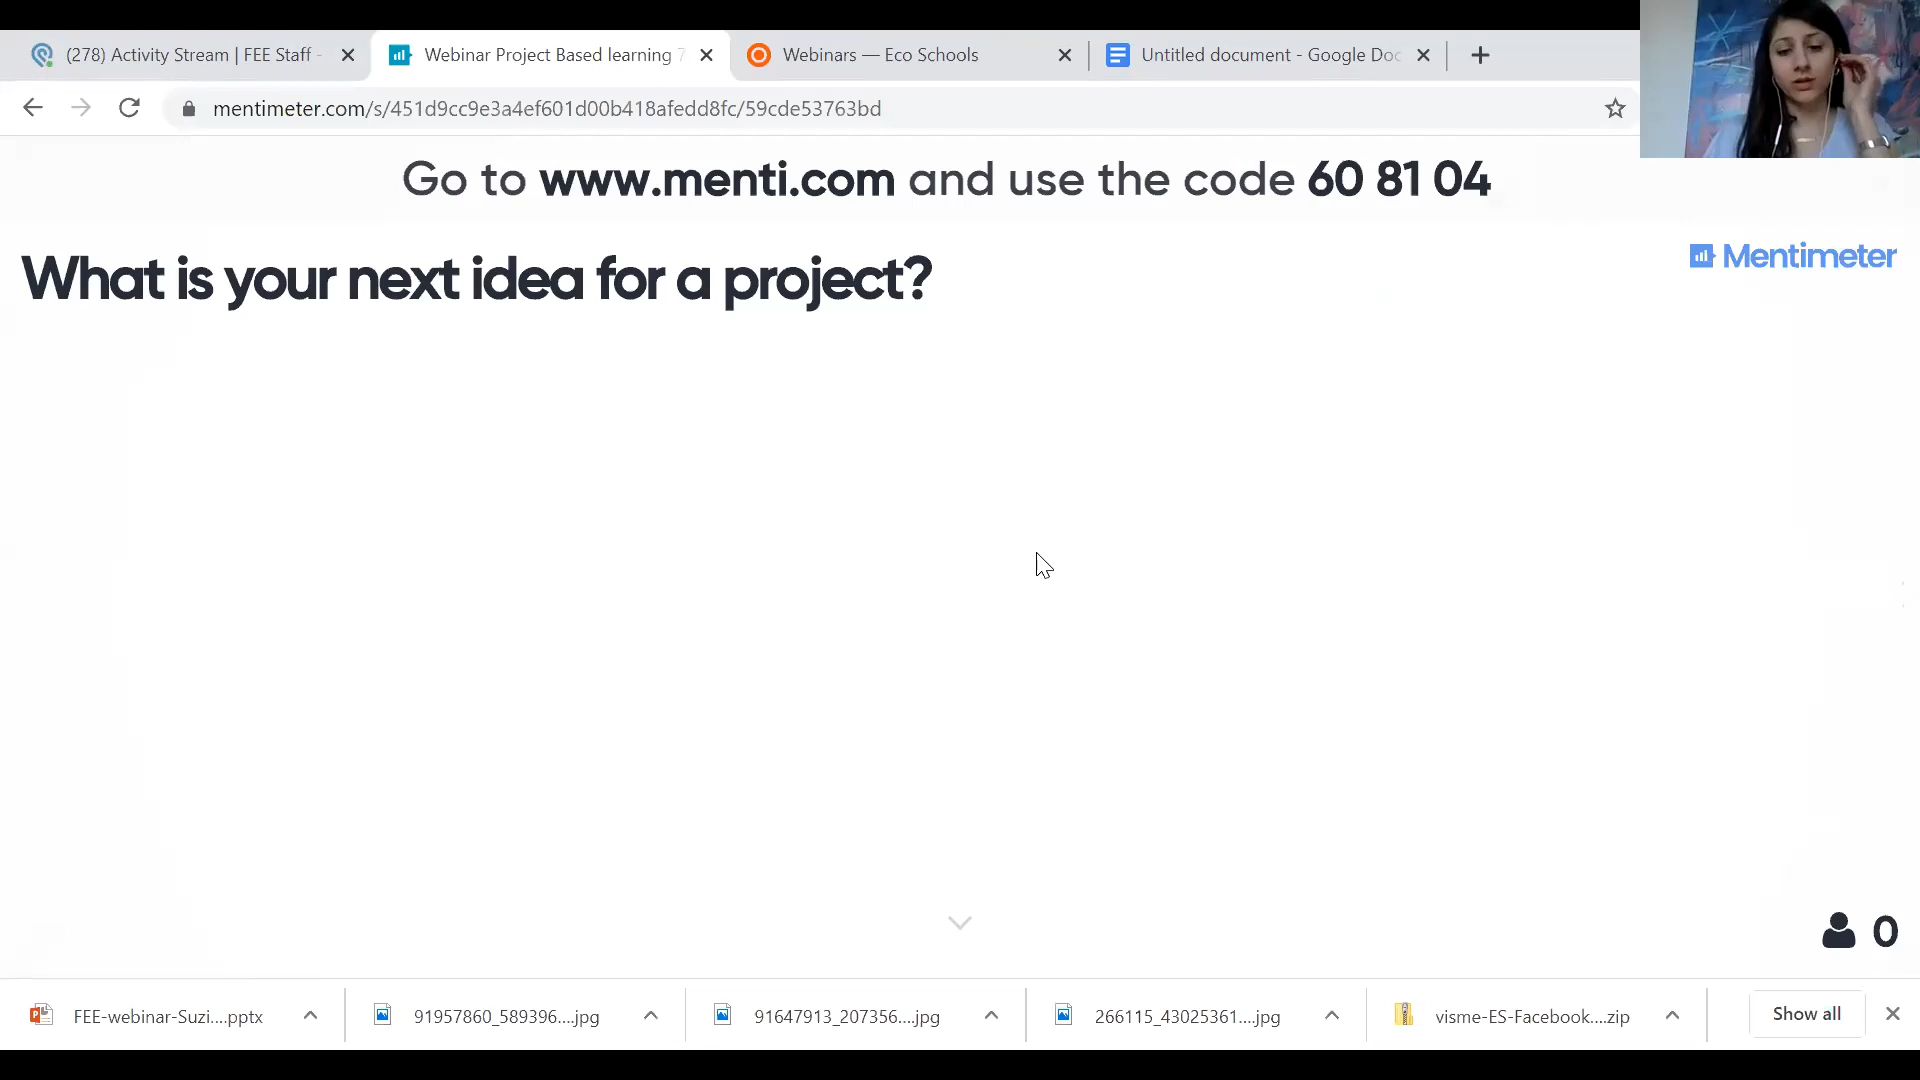 (278) Activity Stream | FEE Staff -
Webinar Project Based learning 7
Webinars — Eco Schools
Untitled document - Google Doc
mentimeter.com/s/451d9cc9e3a4ef601d00b418afedd8fc/59cde53763bd
Go to www.menti.com and use the code 60 81 04
Mentimeter
What is your next idea for a project?
0
FEE-webinar-Suzi....pptx
91957860_589396....jpg
91647913_207356....jpg
266115_43025361....jpg
visme-ES-Facebook....zip
Show all